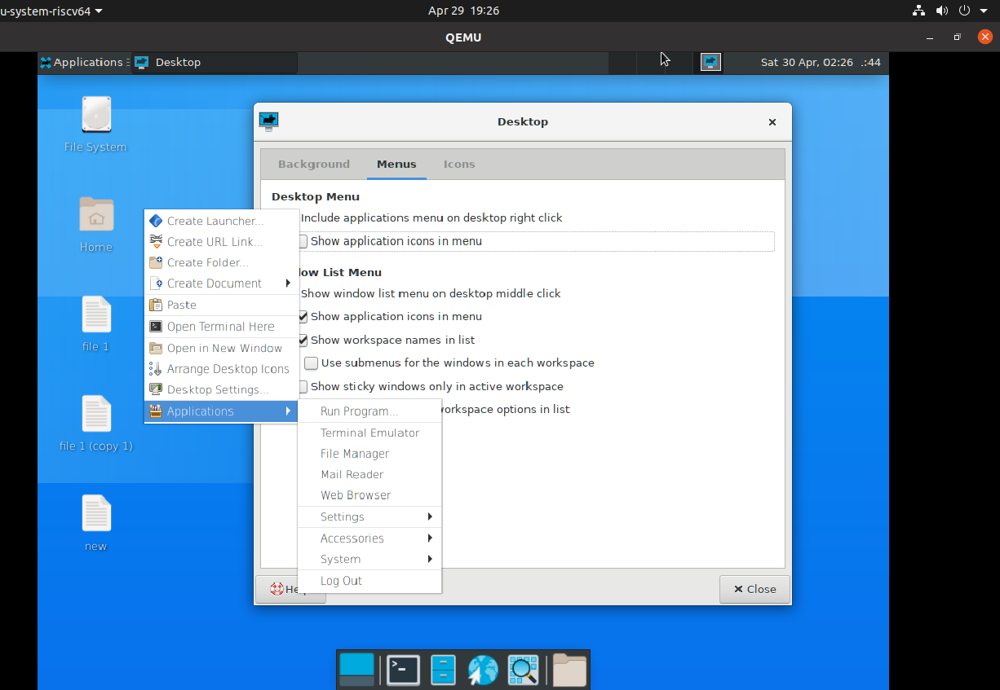 u-system-riscv64
Apr 29 19:26
QEMU
Applications
Desktop
Sat 30 Apr, 02:26
.:44
File System
Home
file 1
file 1 (copy 1)
new
Create Launcher...
Create URL Link...
Create Folder...
Create Document
Paste
Open Terminal Here
Open in New Window
Arrange Desktop Icons
Desktop Settings...
Applications
Run Program...
Terminal Emulator
File Manager
Mail Reader
Web Browser
Settings
Accessories
System
Log Out
Desktop
Background
Menus
Icons
Desktop Menu
Include applications menu on desktop right click
Show application icons in menu
ow List Menu
Show window list menu on desktop middle click
Show application icons in menu
Show workspace names in list
Use submenus for the windows in each workspace
Show sticky windows only in active workspace
workspace options in list
He
Close